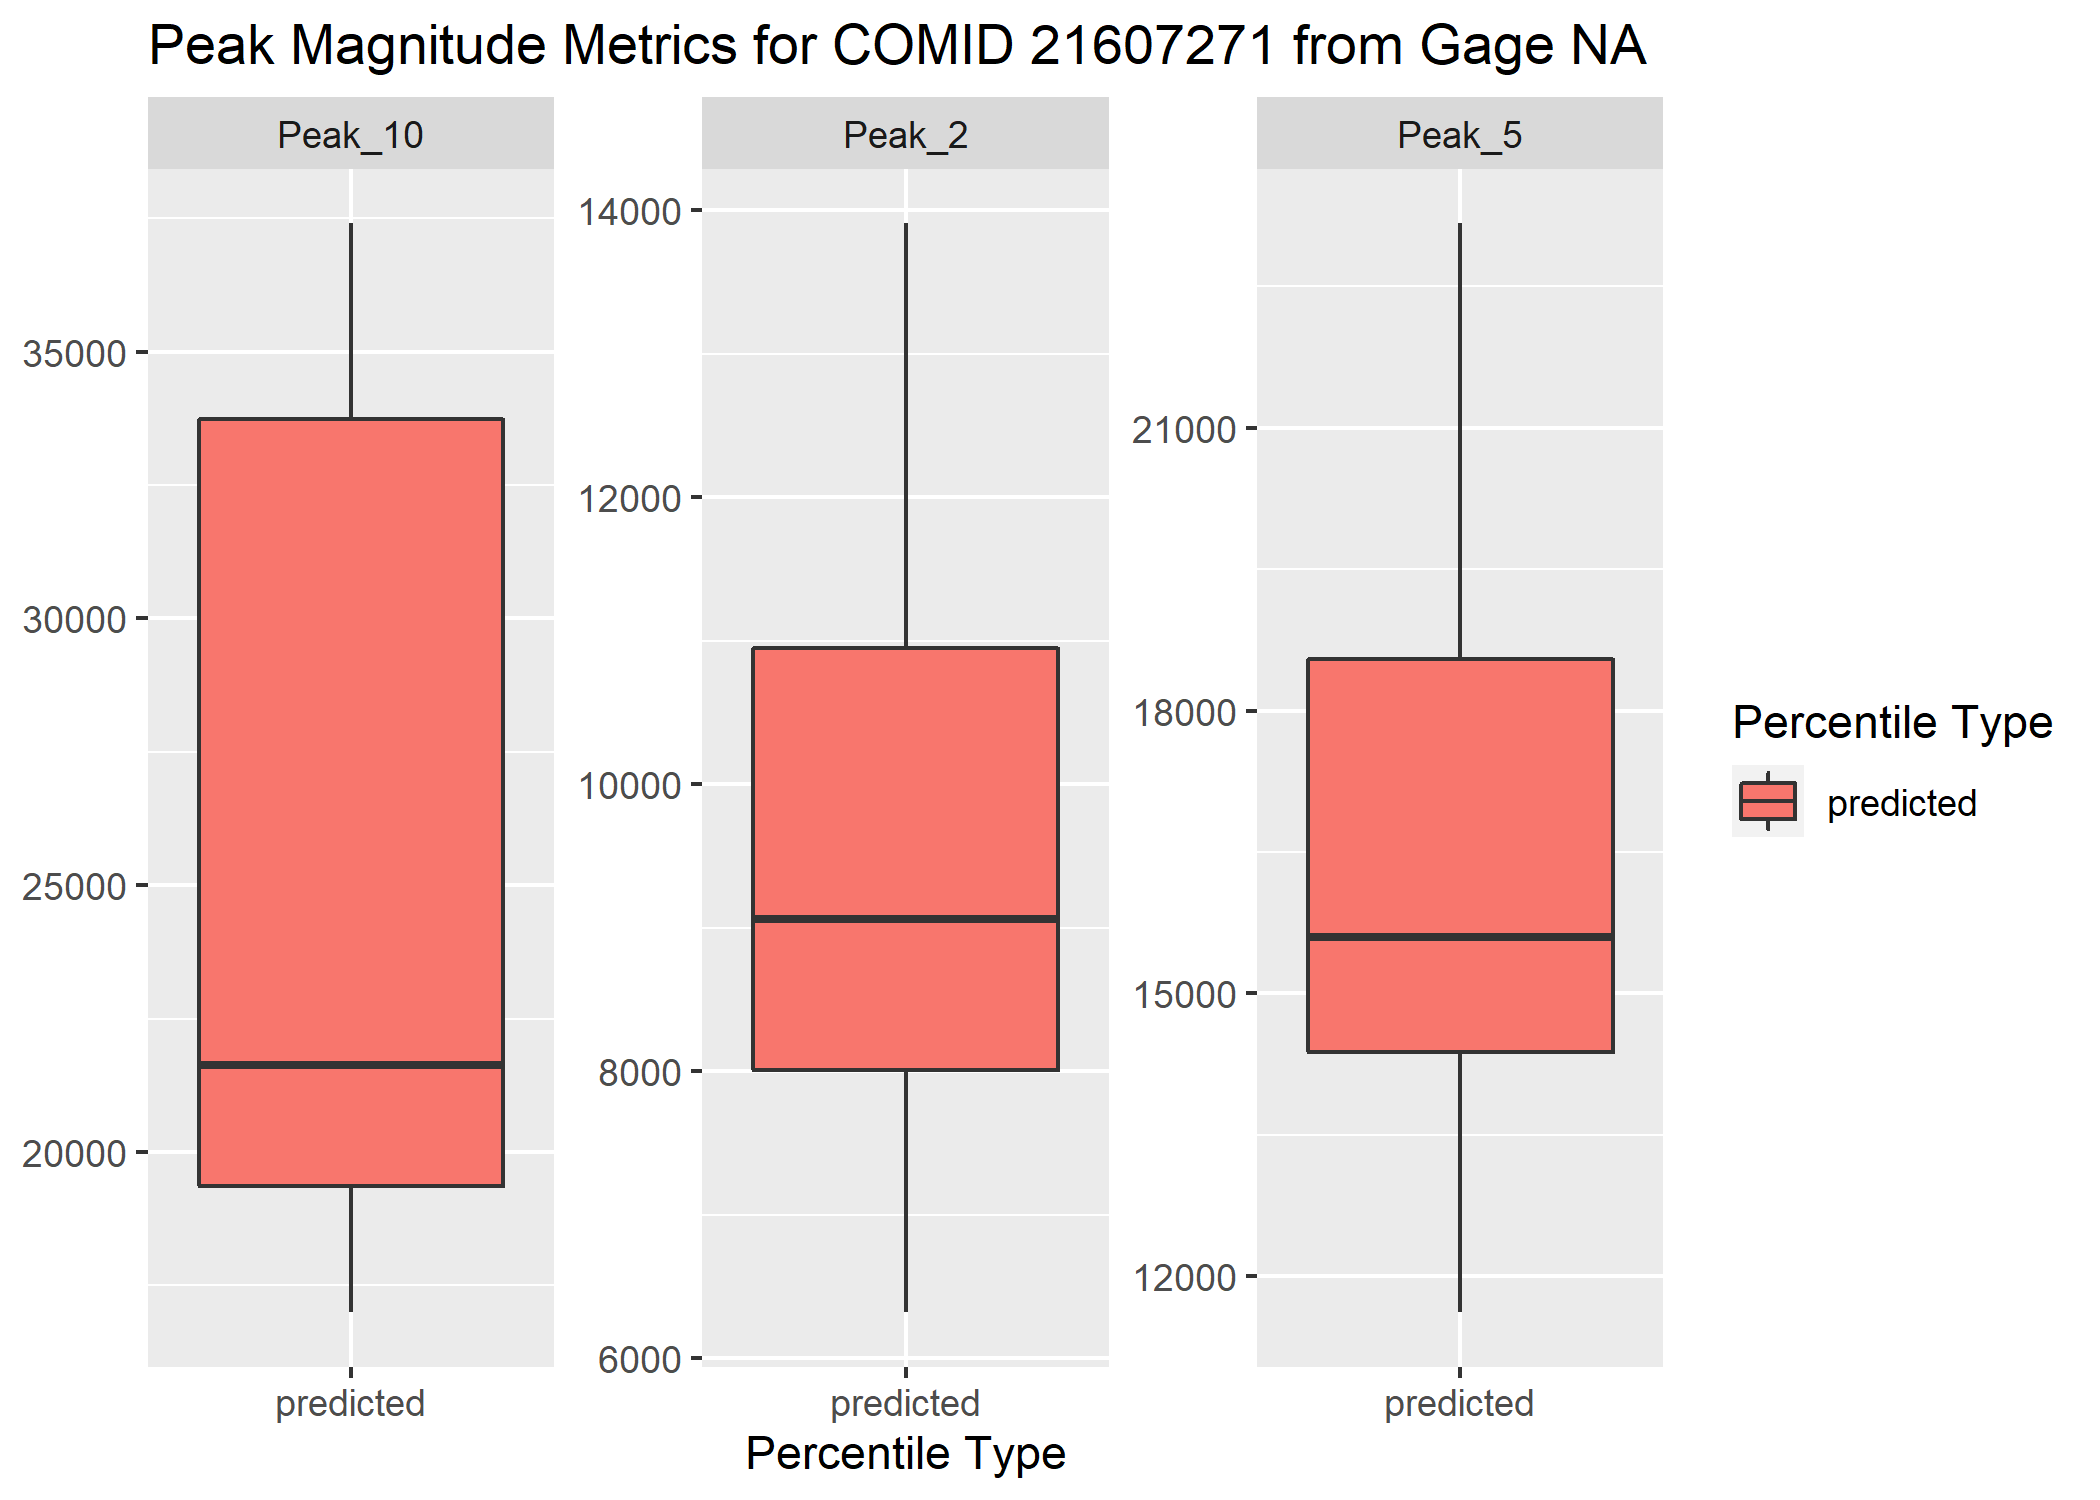 Peak Magnitude Metrics for COMID 21607271 from Gage NA
Peak_10
Peak_2
Peak_5
35000
30000
25000
20000
14000
12000
10000
8000
6000
21000
18000
15000
12000
predicted
predicted
predicted
Percentile Type
Percentile Type
predicted